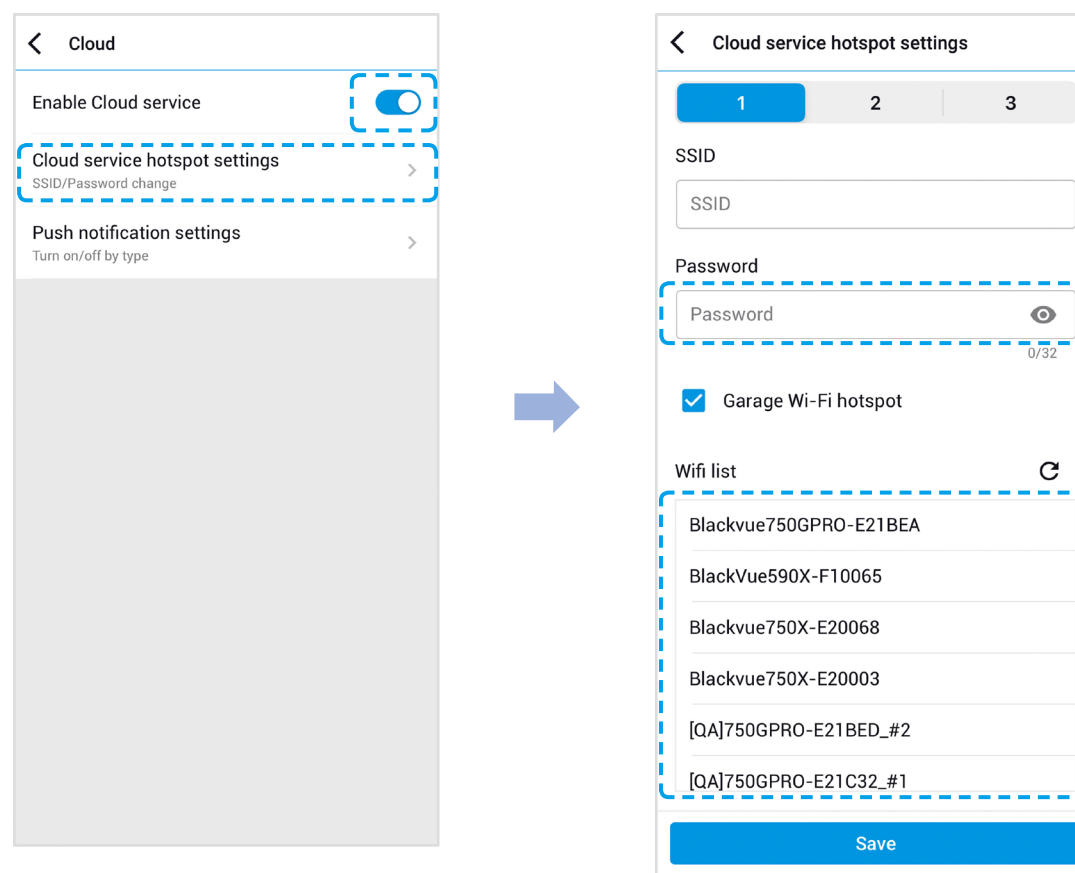 Cloud
Enable Cloud service
Cloud service hotspot settings
SSID/Password change
Push notification settings
Turn on/off by type
Cloud service hotspot settings
1 2 3
SSID
SSID
Password
Password
0/32
Garage Wi-Fi hotspot
Wifi list
Blackvue750GPRO-E21BEA
BlackVue590X-F10065
Blackvue750X-E20068
Blackvue750X-E20003
[QA]750GPRO-E21BED_#2
[QA]750GPRO-E21C32_#1
Save